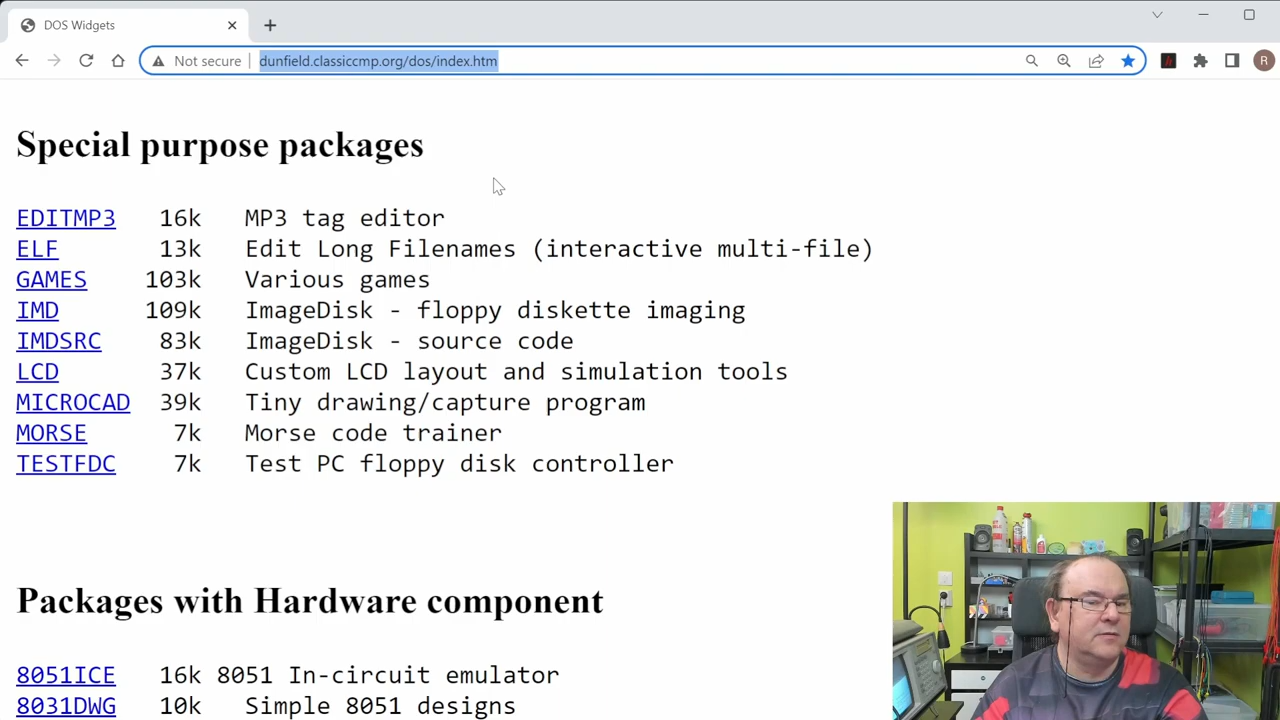 DOS Widgets
Not secure
dunfield.classiccmp.org/dos/index.htm
R
Special purpose packages
EDITMP3 16k MP3 tag editor
ELF 13k Edit Long Filenames (interactive multi-file)
GAMES 103k Various games
IMD 109k ImageDisk - floppy diskette imaging
IMDSRC 83k ImageDisk - source code
LCD 37k Custom LCD layout and simulation tools
MICROCAD 39k Tiny drawing/capture program
MORSE 7k Morse code trainer
TESTFDC 7k Test PC floppy disk controller
Packages with Hardware component
8051ICE 16k 8051 In-circuit emulator
8031DWG 10k Simple 8051 designs